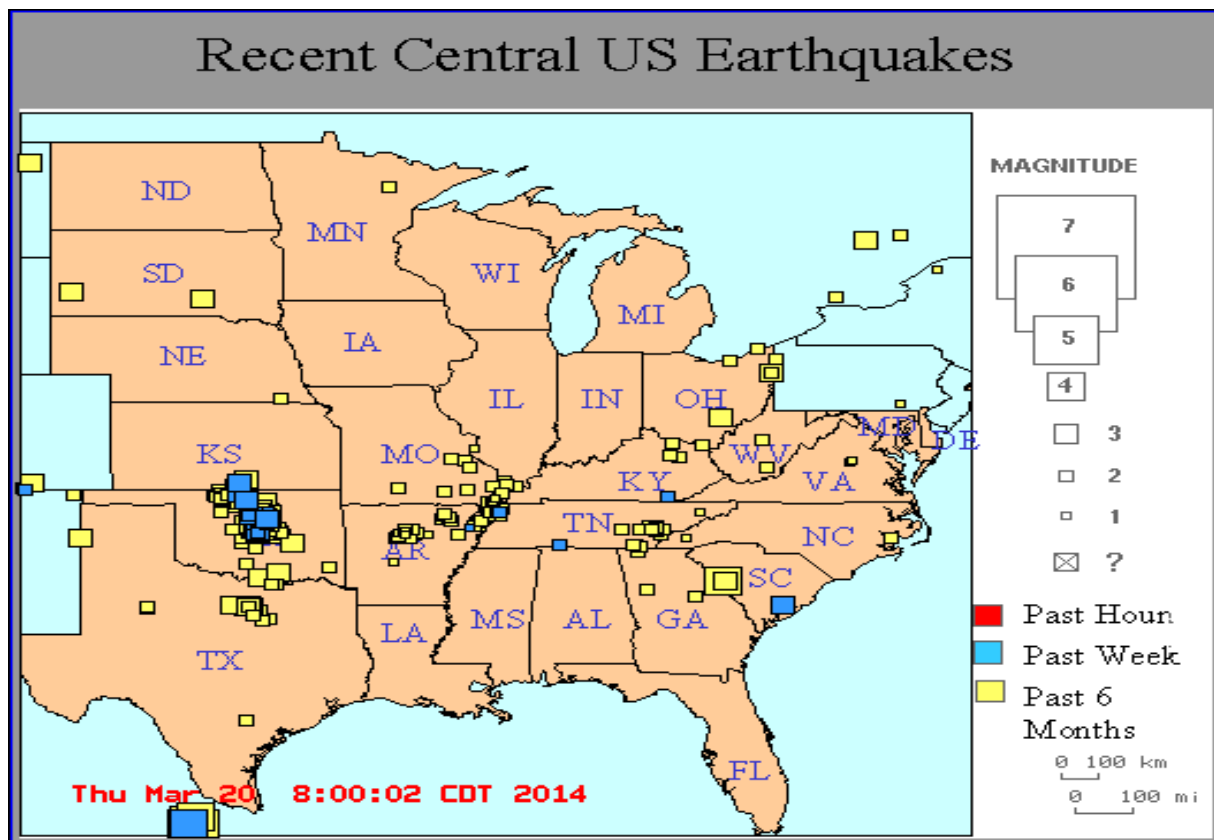 Recent Central US Earthquakes
MAGNITUDE
7
6
5
4
3
2
1
?
Past Hour
Past Week
Past 6
Months
0 100 km
0 100 mi
ND
MN
SD
WI
MI
NE
IA
IL
IN
OH
MD
DE
KS
MO
WV
KY
VA
TN
NC
AR
SC
MS
AL
GA
LA
TX
FL
Thu Mar 20 8:00:02 CDT 2014